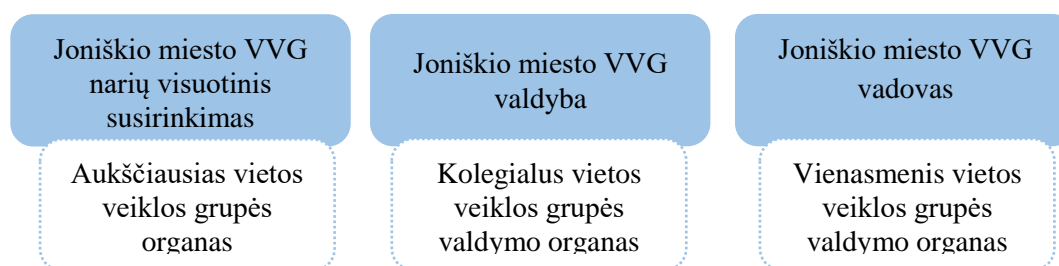 Joniškio miesto VVG
narių visuotinis
susirinkimas
Aukščiausias vietos
veiklos grupės
organas
Joniškio miesto VVG
valdyba
Kolegialus vietos
veiklos grupės
valdymo organas
Joniškio miesto VVG
vadovas
Vienasmenis vietos
veiklos grupės
valdymo organas